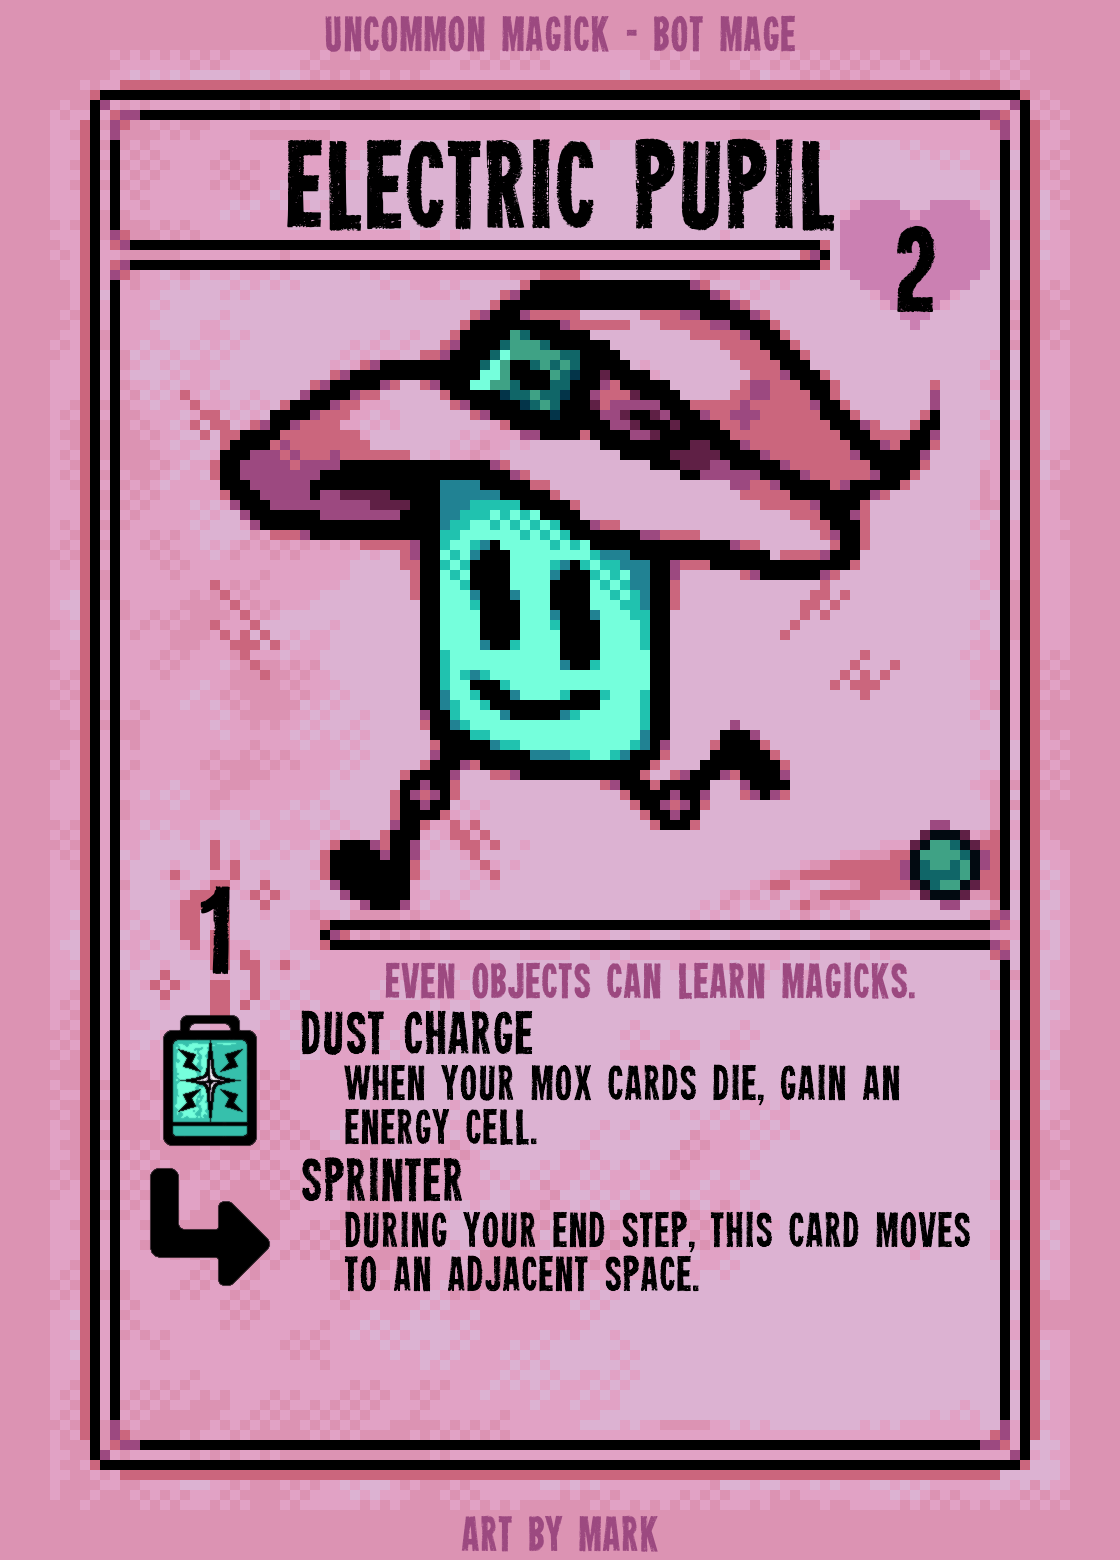 UNCOMMON MAGICK - BOT MAGE
ELECTRIC PUPIL
2
1
EVEN OBJECTS CAN LEARN MAGICKS.
DUST CHARGE
WHEN YOUR MOX CARDS DIE, GAIN AN
ENERGY CELL.
SPRINTER
DURING YOUR END STEP, THIS CARD MOVES
TO AN ADJACENT SPACE.
ART BY MARK